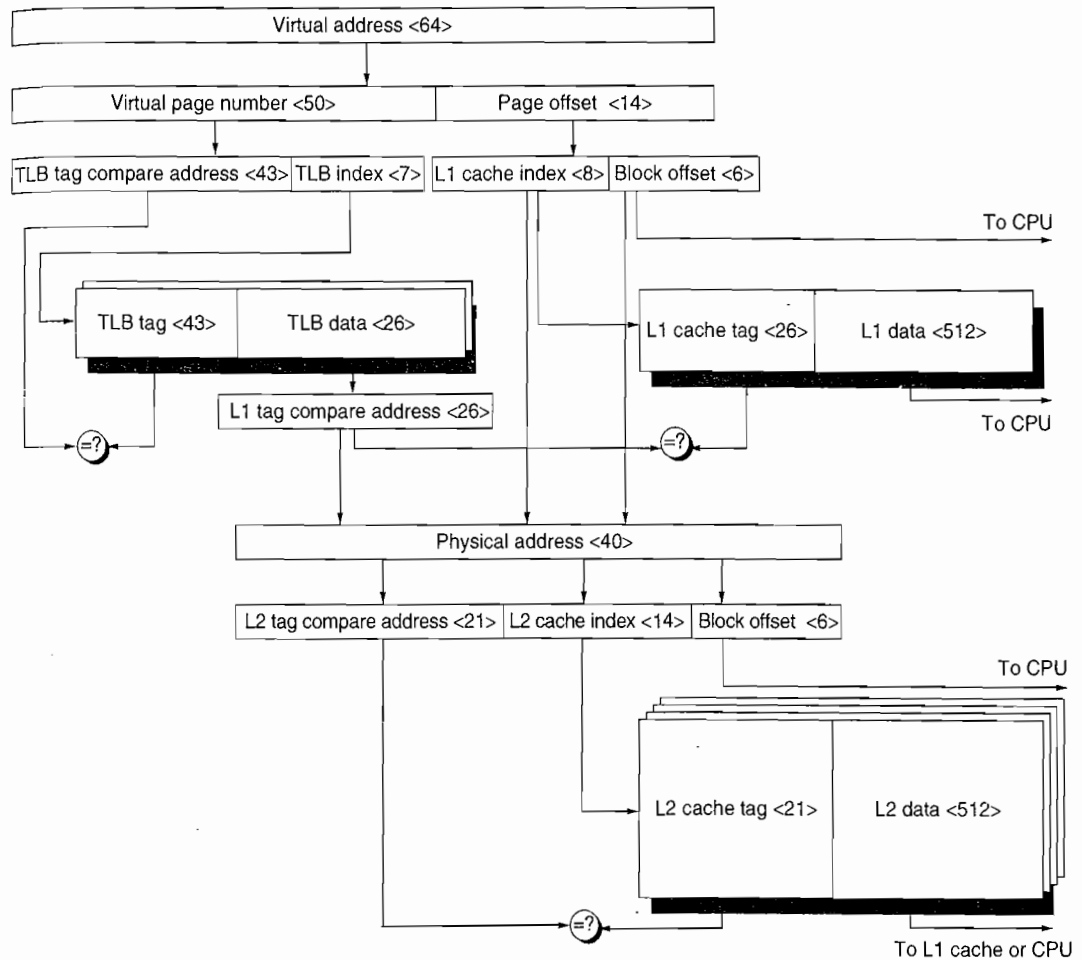 Virtual address <64>
Virtual page number <50>
Page offset <14>
TLB tag compare address <43>
TLB index <7>
L1 cache index <8>
Block offset <6>
To CPU
TLB tag <43>
TLB data <26>
L1 cache tag <26>
L1 data <512>
L1 tag compare address <26>
To CPU
=?
=?
Physical address <40>
L2 tag compare address <21>
L2 cache index <14>
Block offset <6>
To CPU
L2 cache tag <21>
L2 data <512>
=?
To L1 cache or CPU